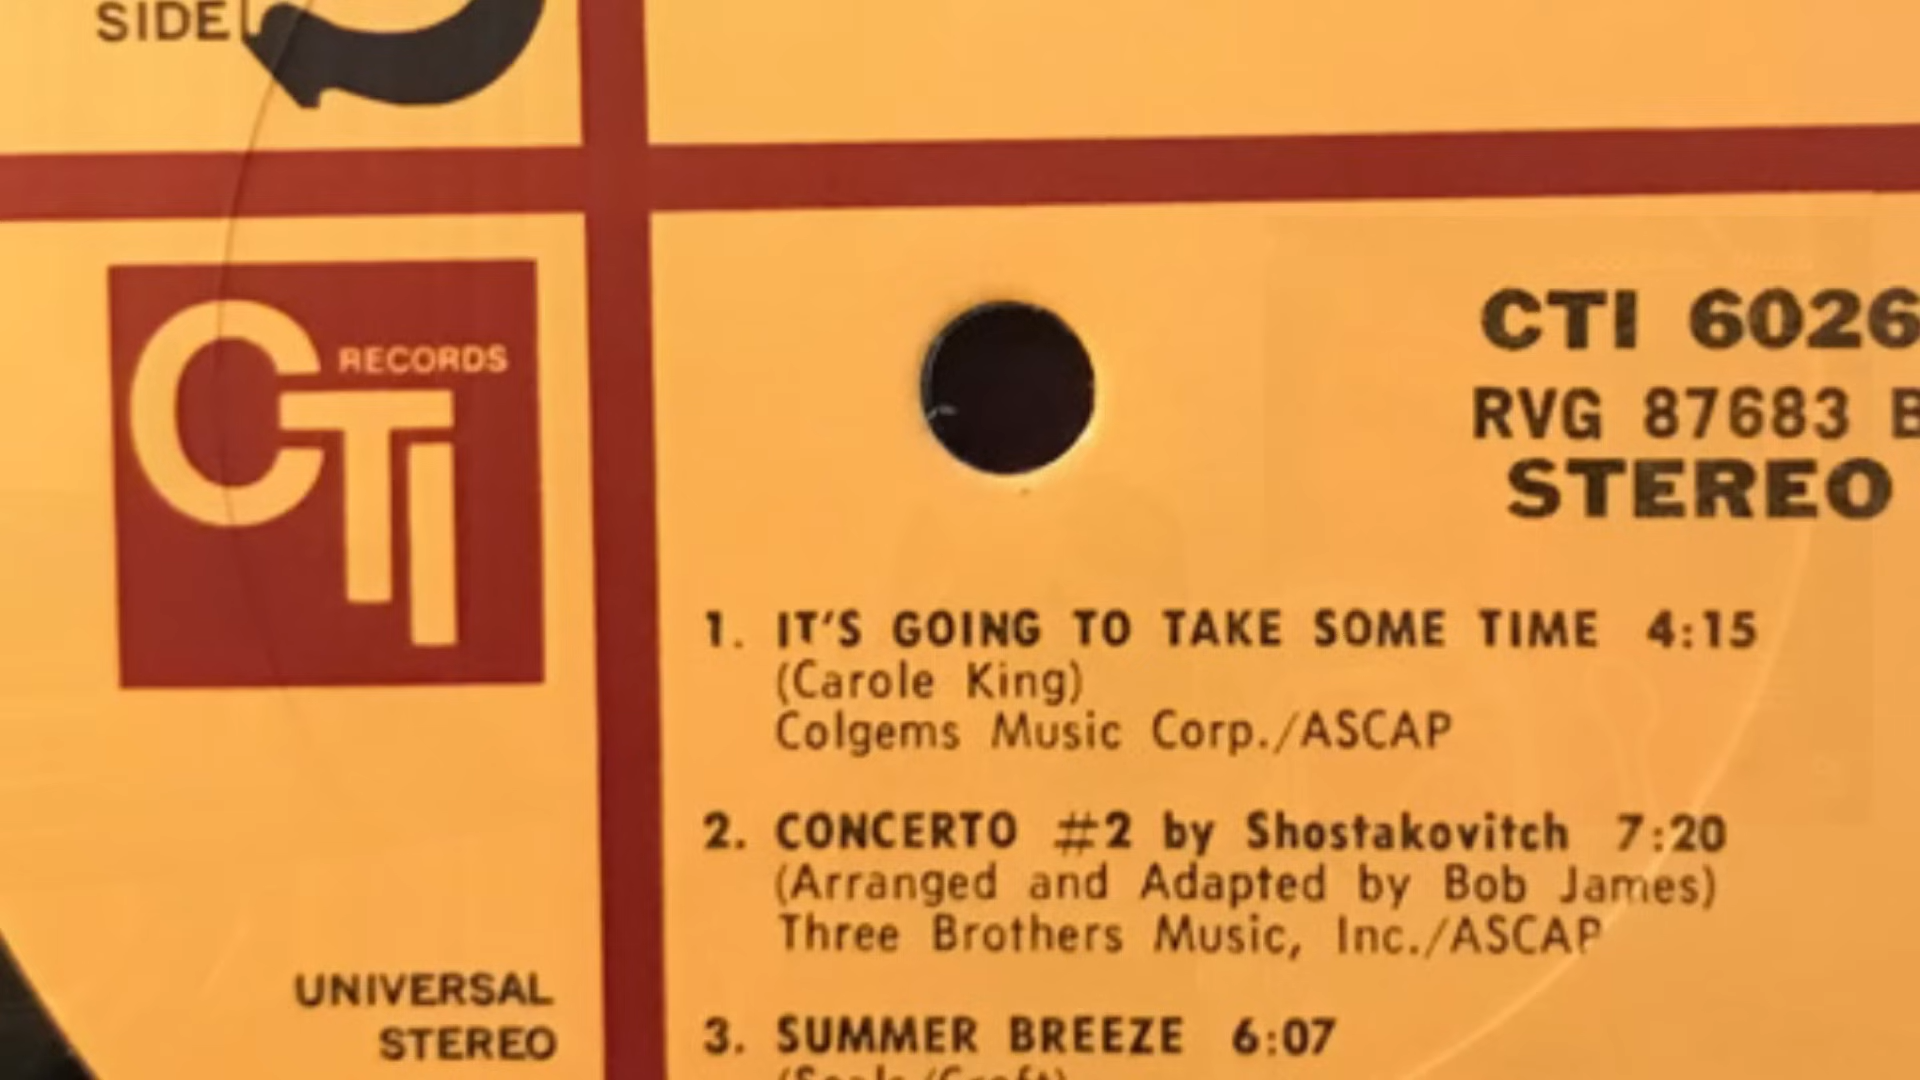 SIDE
CTI
RECORDS
CTI 6026
RVG 87683 B
STEREO
1. IT'S GOING TO TAKE SOME TIME 4:15
(Carole King)
Colgems Music Corp./ASCAP
2. CONCERTO #2 by Shostakovitch 7:20
(Arranged and Adapted by Bob James)
Three Brothers Music, Inc./ASCAP
3. SUMMER BREEZE 6:07
UNIVERSAL
STEREO